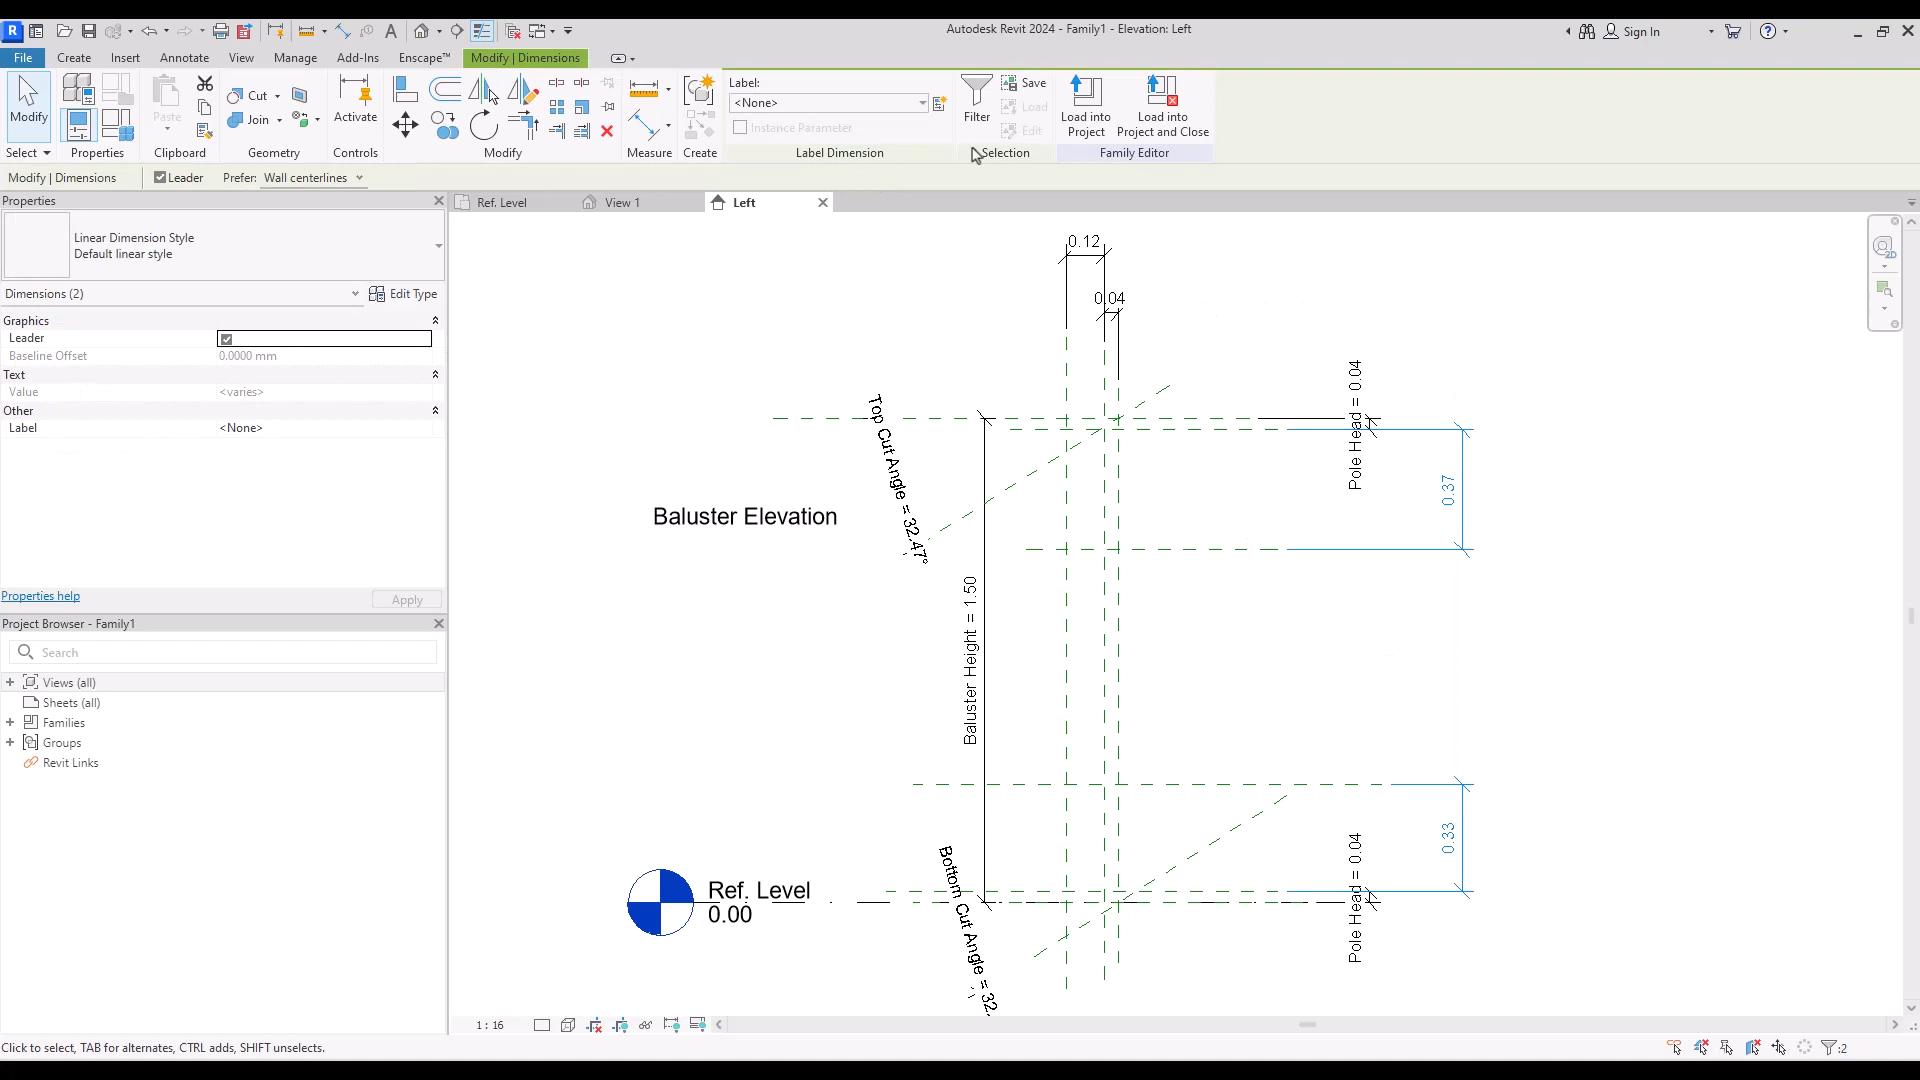 Autodesk Revit 2024 - Family1 - Elevation: Left
Sign In
File Create Insert Annotate View Manage Add-Ins Enscape™ Modify | Dimensions
Modify
Select
Properties
Paste
Clipboard
Cut
Join
Geometry
Activate
Controls
Modify
Measure
Create
Label:
<None>
Instance Parameter
Label Dimension
Filter
Save
Load
Edit
Selection
Load into
Project
Load into
Project and Close
Family Editor
Modify | Dimensions
Leader
Prefer: Wall centerlines
Properties
Ref. Level
View 1
Left
Linear Dimension Style
Default linear style
Dimensions (2)
Edit Type
Graphics
Leader
Baseline Offset 0.0000 mm
Text
Value <varies>
Other
Label <None>
Properties help
Apply
Project Browser - Family1
Search
Views (all)
Sheets (all)
Families
Groups
Revit Links
0.12
0.04
Top Cut Angle = 32.47°
Pole Head = 0.04
0.37
Baluster Elevation
Baluster Height = 1.50
0.33
Pole Head = 0.04
Bottom Cut Angle = 32.
Ref. Level
0.00
1 : 16
Click to select, TAB for alternates, CTRL adds, SHIFT unselects.
:2
2D